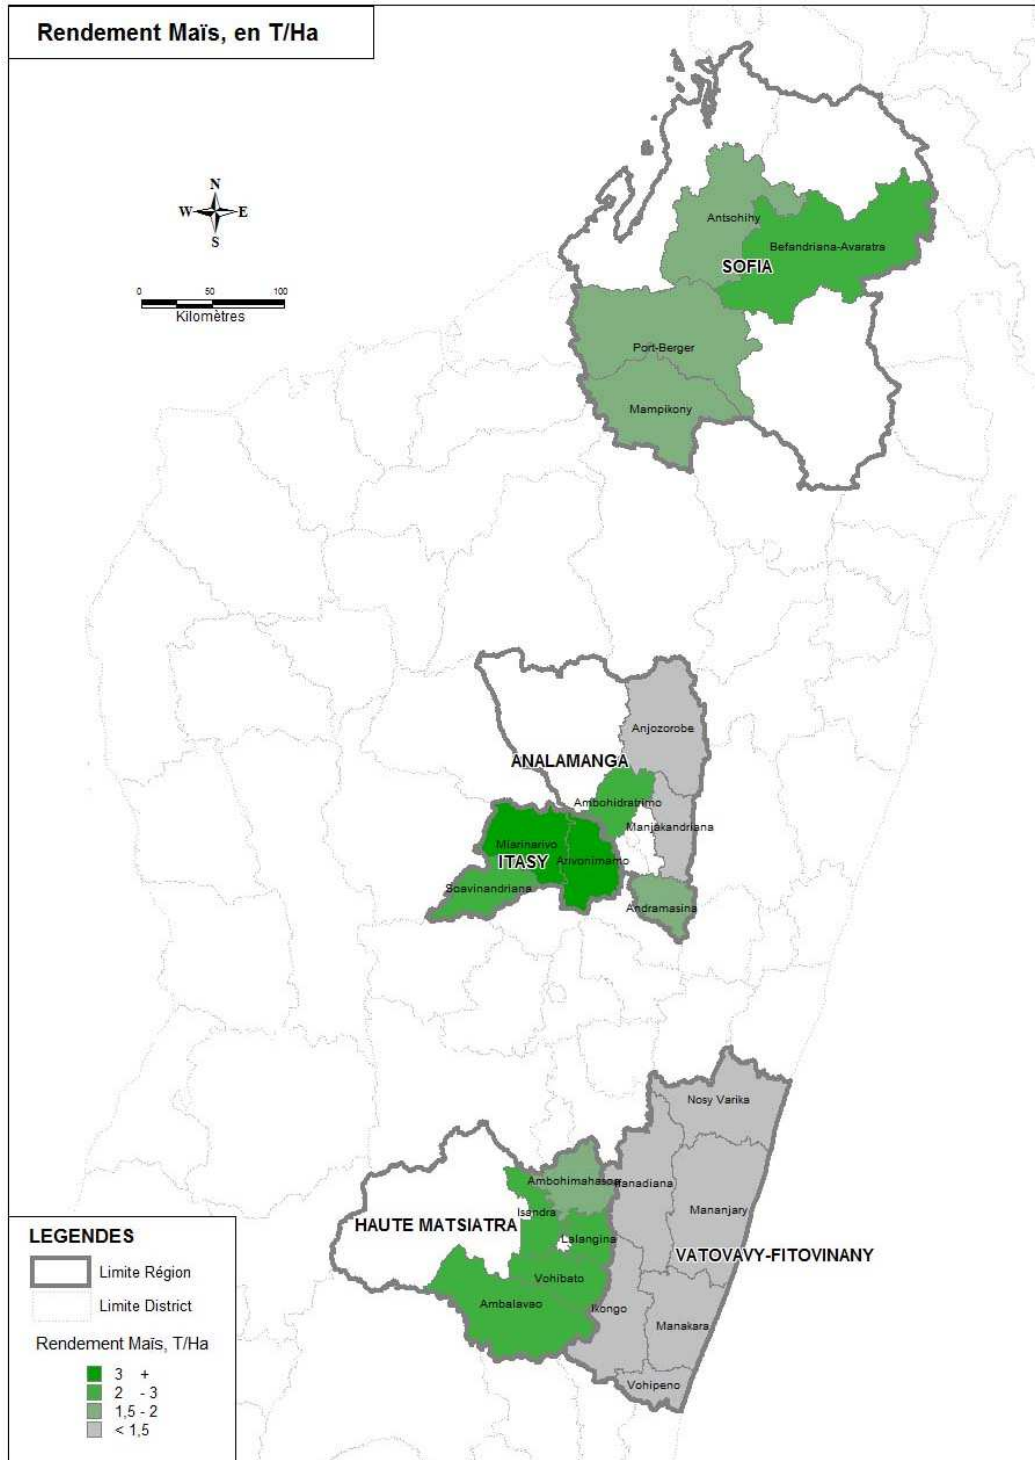 Rendement Maïs, en T/Ha
N
W E
S
0 50 100
Kilomètres
Antsohihy
Befandriana-Avaratra
SOFIA
Port-Berger
Mampikony
Anjozorobe
ANALAMANGA
Ambohidratrimo
Manjakandriana
Miarinarivo
Arivonimamo
ITASY
Soavinandriana
Andramasina
Nosy Varika
Ambohimahasoa
Ifanadiana
Isandra
Mananjary
HAUTE MATSIATRA
Lalangina
VATOVAVY-FITOVINANY
Vohibato
Ambalavao
Ikongo
Manakara
Vohipeno
LEGENDES
Limite Région
Limite District
Rendement Maïs, T/Ha
3 +
2 - 3
1,5 - 2
< 1,5